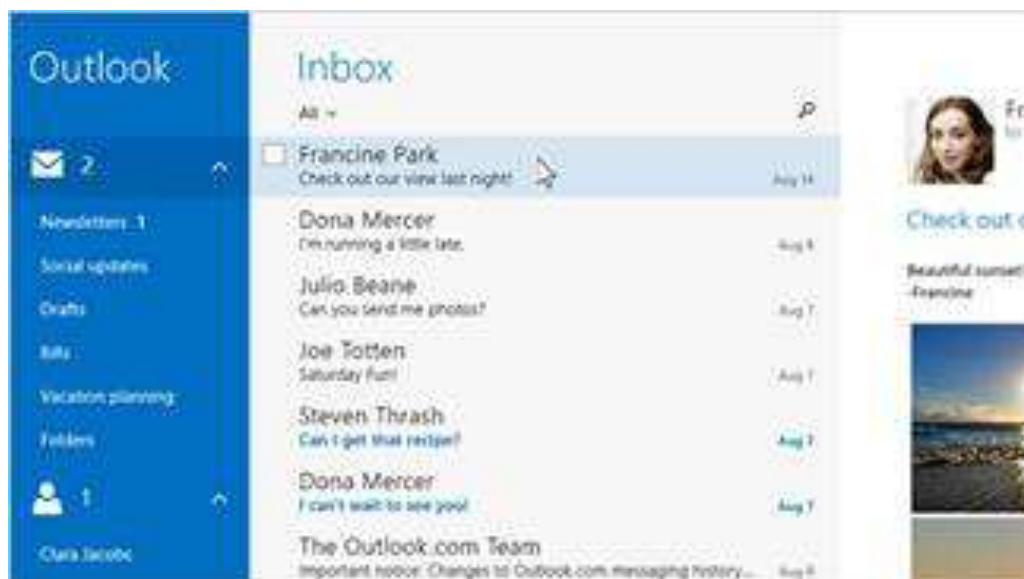 Outlook
2
Newsletters 1
Social updates
Drafts
Bills
Vacation planning
Folders
1
Clara Jacobs
Inbox
All
Francine Park
Check out our view last night!
Aug 14
Dona Mercer
I'm running a little late.
Aug 8
Julio Beane
Can you send me photos?
Aug 7
Joe Totten
Saturday Fun!
Aug 7
Steven Thrash
Can I get that recipe?
Aug 7
Dona Mercer
I can't wait to see you!
Aug 7
The Outlook.com Team
Important notice: Changes to Outlook.com messaging history...
Fr
Check out o
Beautiful sunset
-Francine